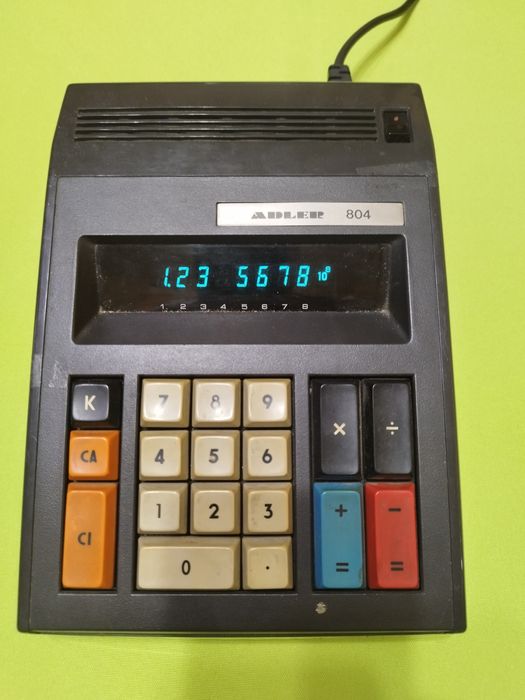 ADLER 804
1.23 5678 10⁸
1 2 3 4 5 6 7 8
K 7 8 9 × ÷
CA 4 5 6
CI 1 2 3 + −
0 . = =